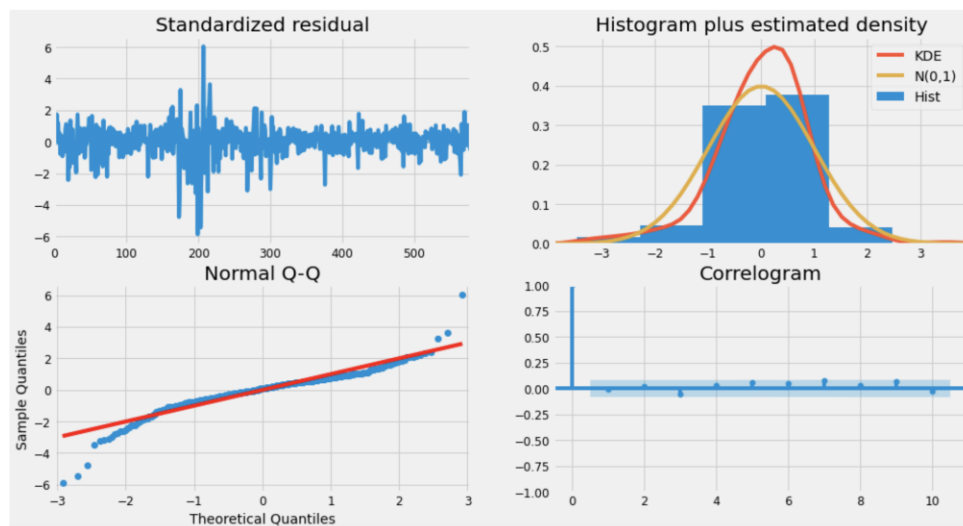 Standardized residual
6
4
2
0
−2
−4
−6
0 100 200 300 400 500
Histogram plus estimated density
0.5
0.4
0.3
0.2
0.1
0.0
−3 −2 −1 0 1 2 3
KDE
N(0,1)
Hist
Normal Q-Q
Sample Quantiles
6
4
2
0
−2
−4
−6
−3 −2 −1 0 1 2 3
Theoretical Quantiles
Correlogram
1.00
0.75
0.50
0.25
0.00
−0.25
−0.50
−0.75
−1.00
0 2 4 6 8 10